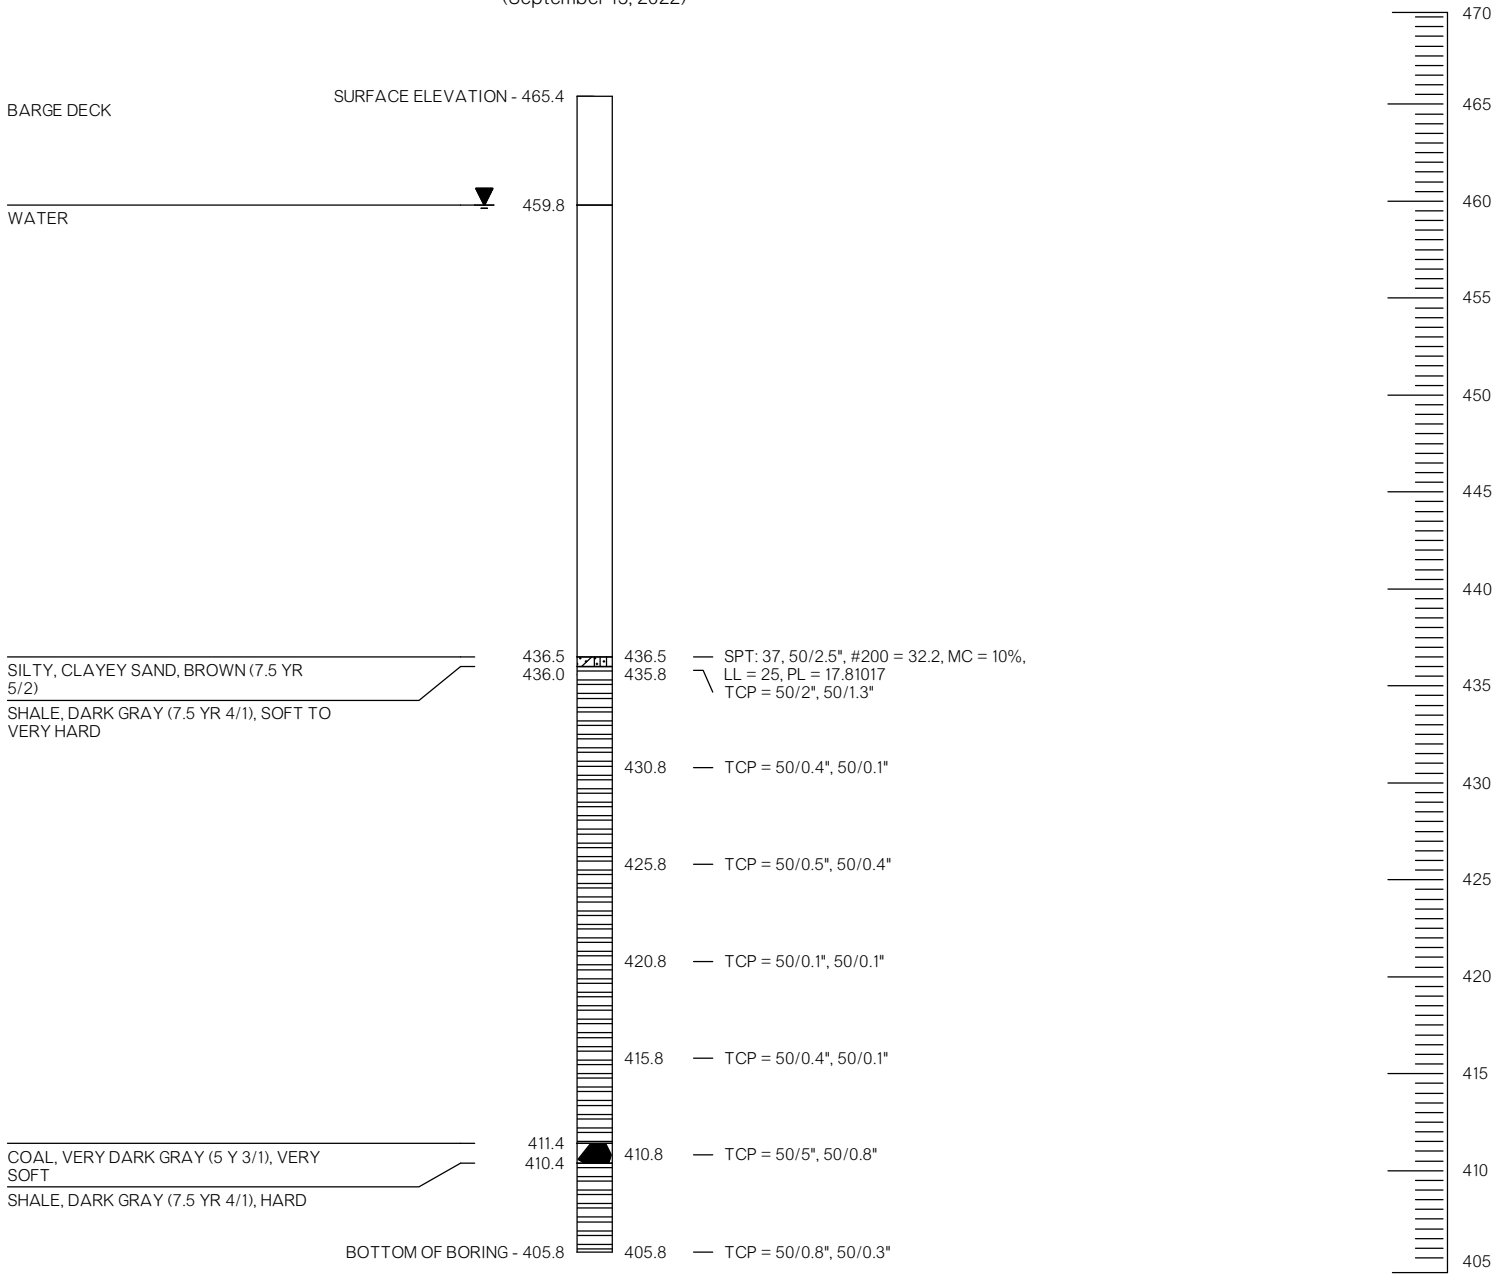 470
SURFACE ELEVATION - 465.4
BARGE DECK
465
459.8
WATER
460
455
450
445
440
436.5
436.5
SPT: 37, 50/2.5", #200 = 32.2, MC = 10%,
SILTY, CLAYEY SAND, BROWN (7.5 YR
5/2)
436.0
435.8
LL = 25, PL = 17.81017
TCP = 50/2", 50/1.3"
435
SHALE, DARK GRAY (7.5 YR 4/1), SOFT TO
VERY HARD
430.8
TCP = 50/0.4", 50/0.1"
430
425.8
TCP = 50/0.5", 50/0.4"
425
420.8
TCP = 50/0.1", 50/0.1"
420
415.8
TCP = 50/0.4", 50/0.1"
415
411.4
COAL, VERY DARK GRAY (5 Y 3/1), VERY
SOFT
410.4
410.8
TCP = 50/5", 50/0.8"
410
SHALE, DARK GRAY (7.5 YR 4/1), HARD
BOTTOM OF BORING - 405.8
405.8
TCP = 50/0.8", 50/0.3"
405